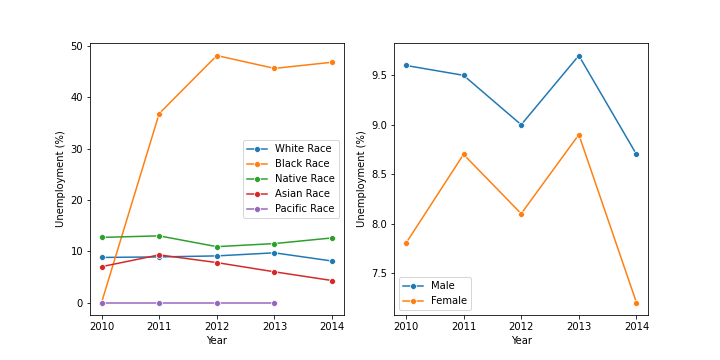 50
40
30
20
10
0
Unemployment (%)
White Race
Black Race
Native Race
Asian Race
Pacific Race
2010 2011 2012 2013 2014
Year
9.5
9.0
8.5
8.0
7.5
Unemployment (%)
Male
Female
2010 2011 2012 2013 2014
Year